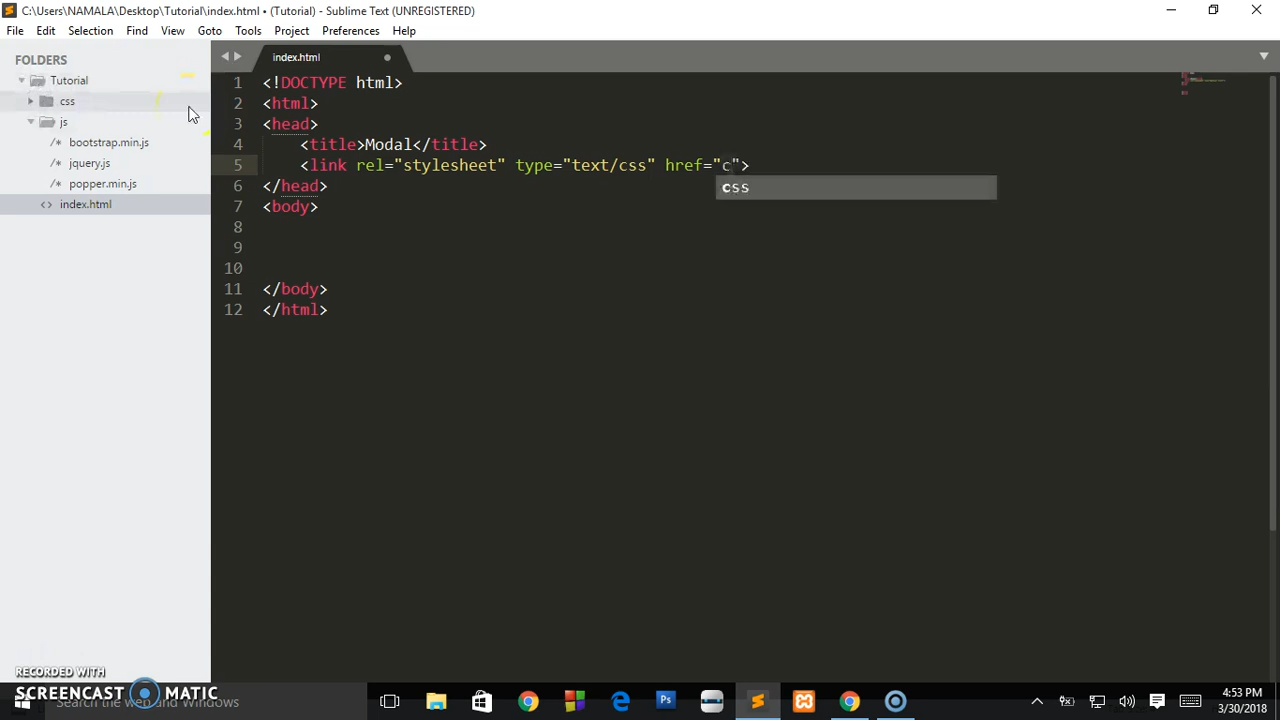 C:\Users\NAMALA\Desktop\Tutorial\index.html • (Tutorial) - Sublime Text (UNREGISTERED)
File Edit Selection Find View Goto Tools Project Preferences Help
FOLDERS
Tutorial
css
js
/* bootstrap.min.js
/* jquery.js
/* popper.min.js
<> index.html
index.html
1 <!DOCTYPE html>
2 <html>
3 <head>
4 <title>Modal</title>
5 <link rel="stylesheet" type="text/css" href="c">
css
6 </head>
7 <body>
8
9
10
11 </body>
12 </html>
RECORDED WITH
SCREENCAST MATIC
Search the web and Windows
Ps
4:53 PM
3/30/2018